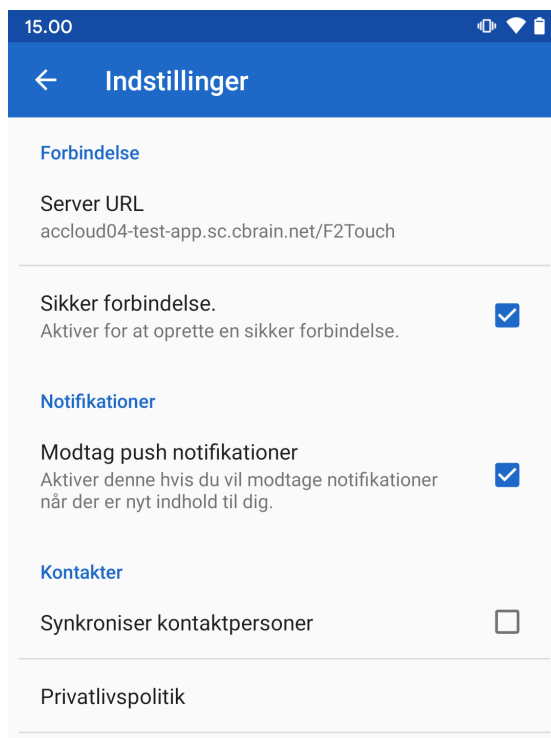 15.00
Indstillinger
Forbindelse
Server URL
accloud04-test-app.sc.cbrain.net/F2Touch
Sikker forbindelse.
Aktiver for at oprette en sikker forbindelse.
Notifikationer
Modtag push notifikationer
Aktiver denne hvis du vil modtage notifikationer
når der er nyt indhold til dig.
Kontakter
Synkroniser kontaktpersoner
Privatlivspolitik